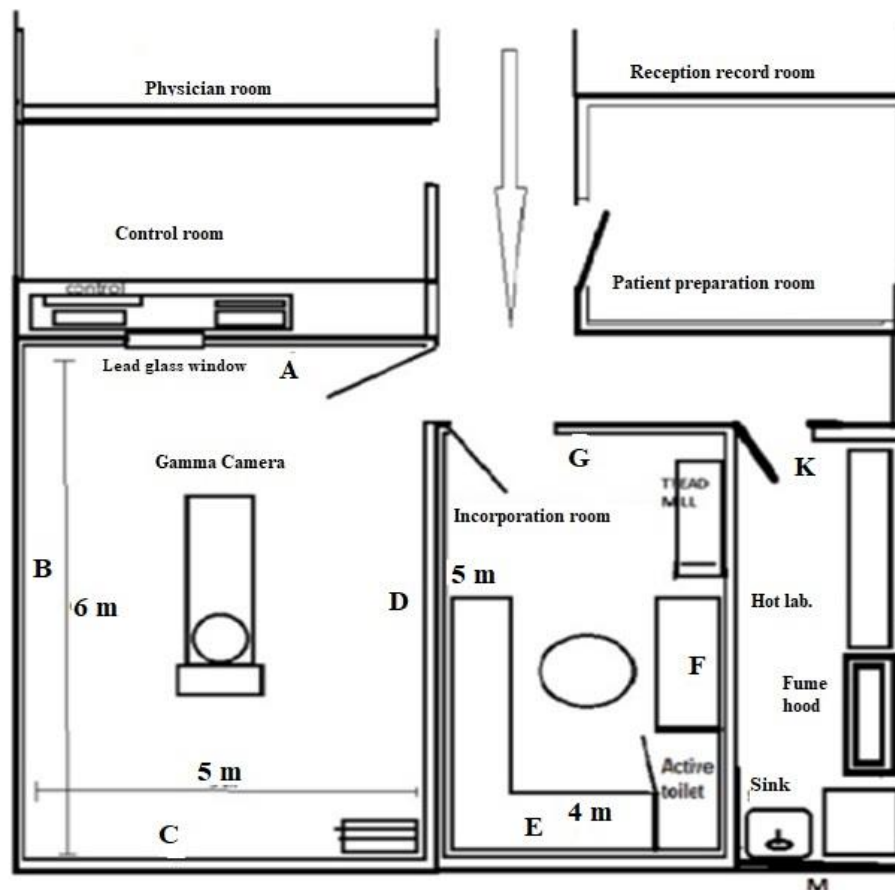 Physician room
Reception record room
Control room
Patient preparation room
control
Lead glass window
A
Gamma Camera
G
K
TREAD
MILL
Incorporation room
B
6 m
D
5 m
Hot lab.
F
Fume
hood
5 m
Active
toilet
Sink
C
E
4 m
M